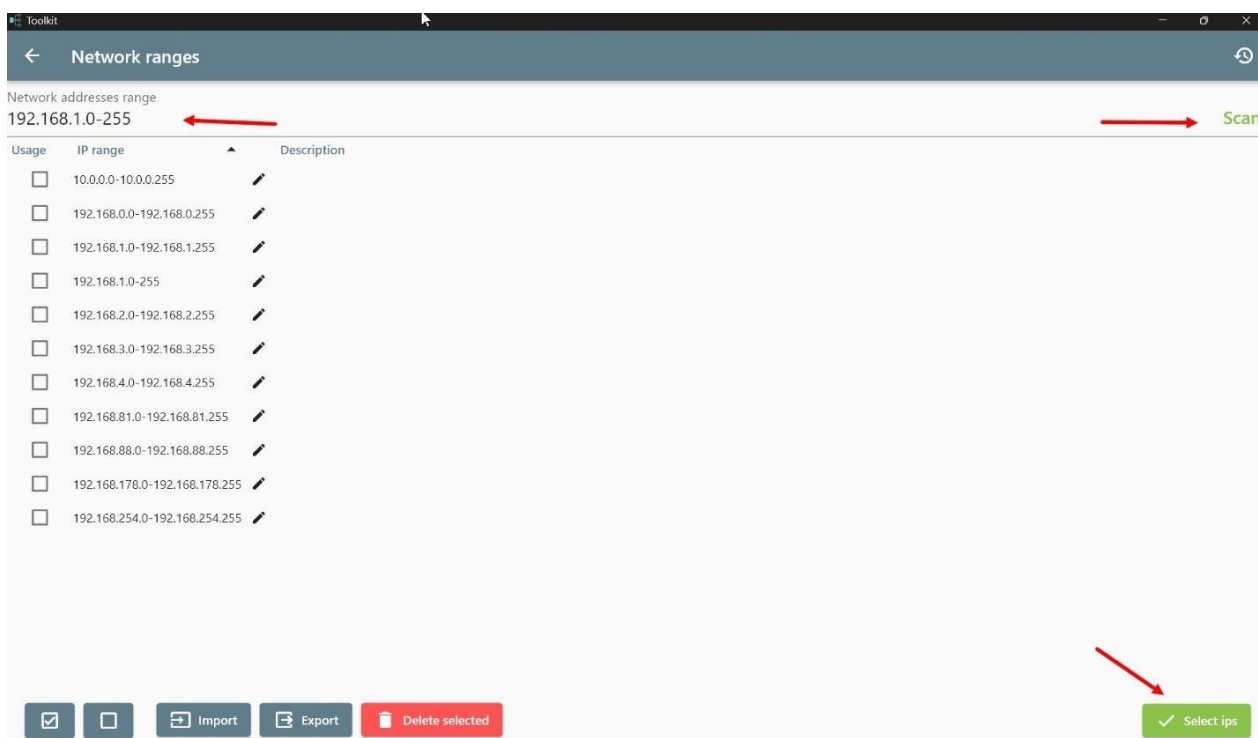 Toolkit
Network ranges
Network addresses range
192.168.1.0-255
Scan
Usage IP range Description
10.0.0.0-10.0.0.255
192.168.0.0-192.168.0.255
192.168.1.0-192.168.1.255
192.168.1.0-255
192.168.2.0-192.168.2.255
192.168.3.0-192.168.3.255
192.168.4.0-192.168.4.255
192.168.81.0-192.168.81.255
192.168.88.0-192.168.88.255
192.168.178.0-192.168.178.255
192.168.254.0-192.168.254.255
Import Export Delete selected Select ips